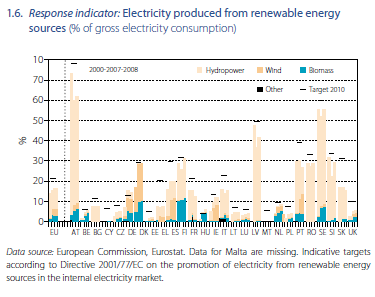 1.6. Response indicator: Electricity produced from renewable energy
sources (% of gross electricity consumption)
2000-2007-2008
Hydropower Wind Biomass
Other Target 2010
%
10
70
60
50
40
30
20
10
0
EU AT BE BG CY CZ DE DK EE EL ES FI FR HU IE IT LT LU LV MT NL PL PT RO SE SI SK UK
Data source: European Commission, Eurostat. Data for Malta are missing. Indicative targets
according to Directive 2001/77/EC on the promotion of electricity from renewable energy
sources in the internal electricity market.